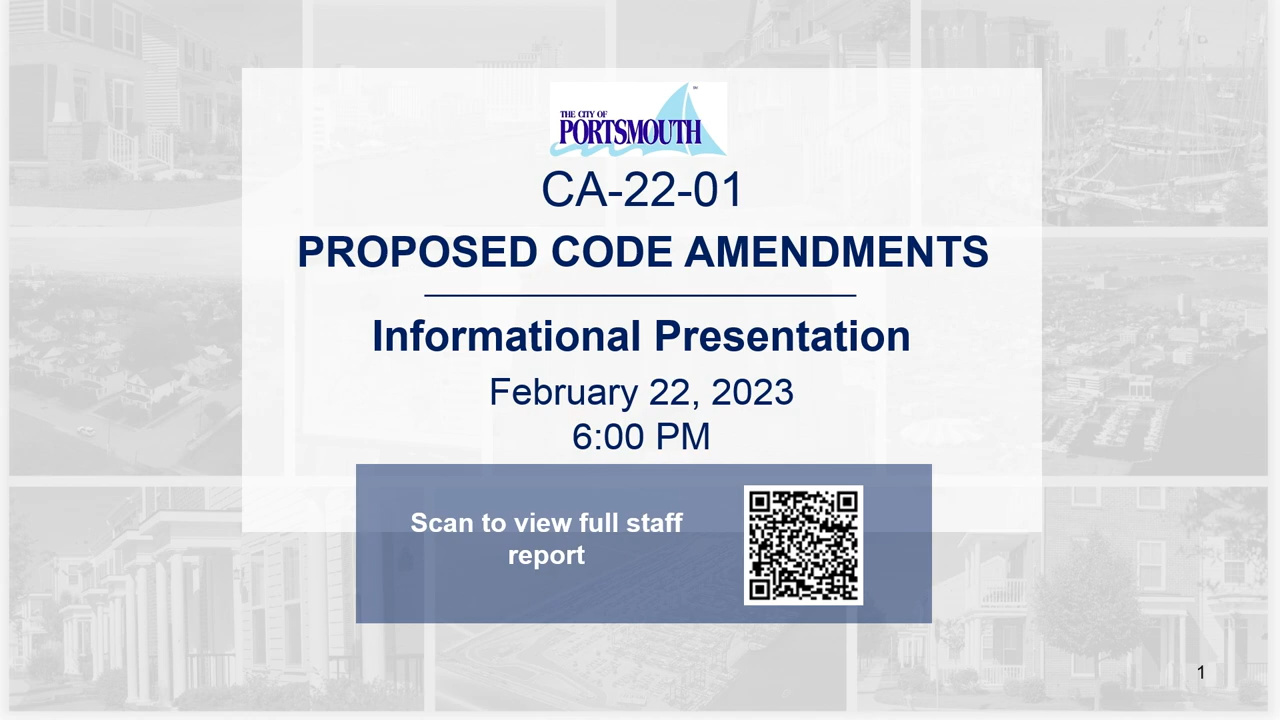 THE CITY OF
PORTSMOUTH
CA-22-01
PROPOSED CODE AMENDMENTS
Informational Presentation
February 22, 2023
6:00 PM
Scan to view full staff
report
1